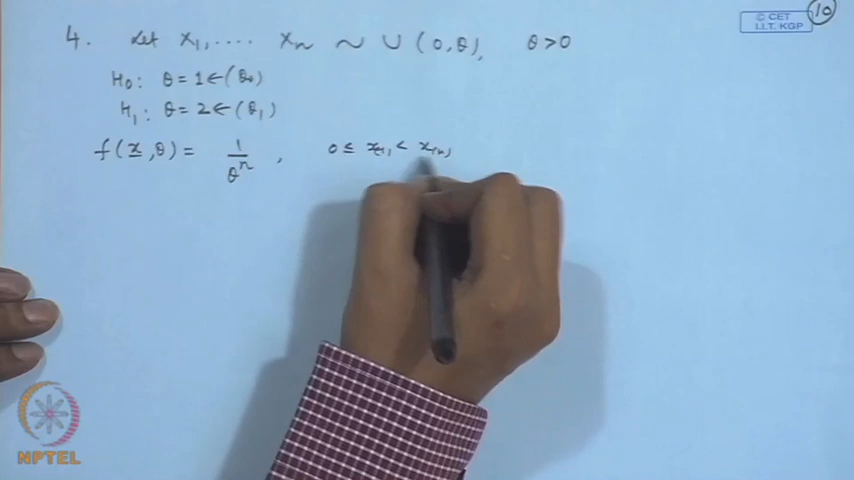 © CET
I.I.T. KGP
10
4. Let X₁, .... Xₙ ~ U (0, θ), θ > 0
H₀: θ = 1 ← (θ₀)
H₁: θ = 2 ← (θ₁)
f(x, θ) = 1/θⁿ , 0 ≤ x₍₁₎ < x₍ₙ₎
NPTEL